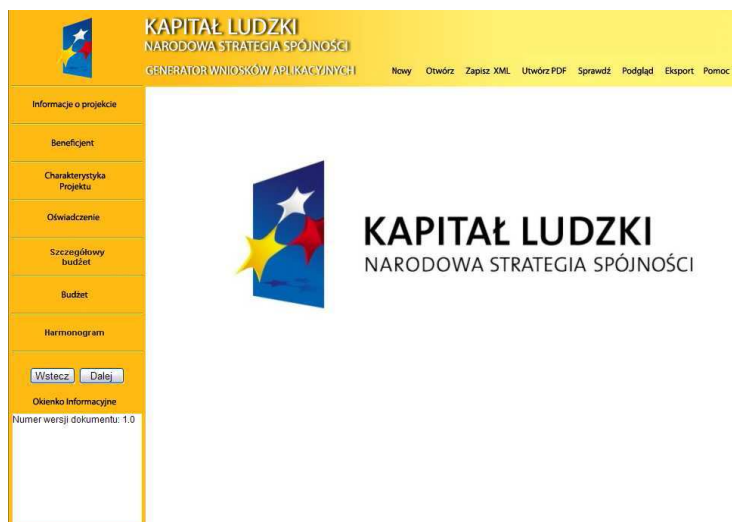 KAPITAŁ LUDZKI
NARODOWA STRATEGIA SPÓJNOŚCI
GENERATOR WNIOSKÓW APLIKACYJNYCH
Nowy Otwórz Zapisz XML Utwórz PDF Sprawdź Podgląd Eksport Pomoc
Informacje o projekcie
Beneficjent
Charakterystyka
Projektu
Oświadczenie
Szczegółowy
budżet
Budżet
Harmonogram
Wstecz Dalej
Okienko Informacyjne
Numer wersji dokumentu: 1.0
KAPITAŁ LUDZKI
NARODOWA STRATEGIA SPÓJNOŚCI